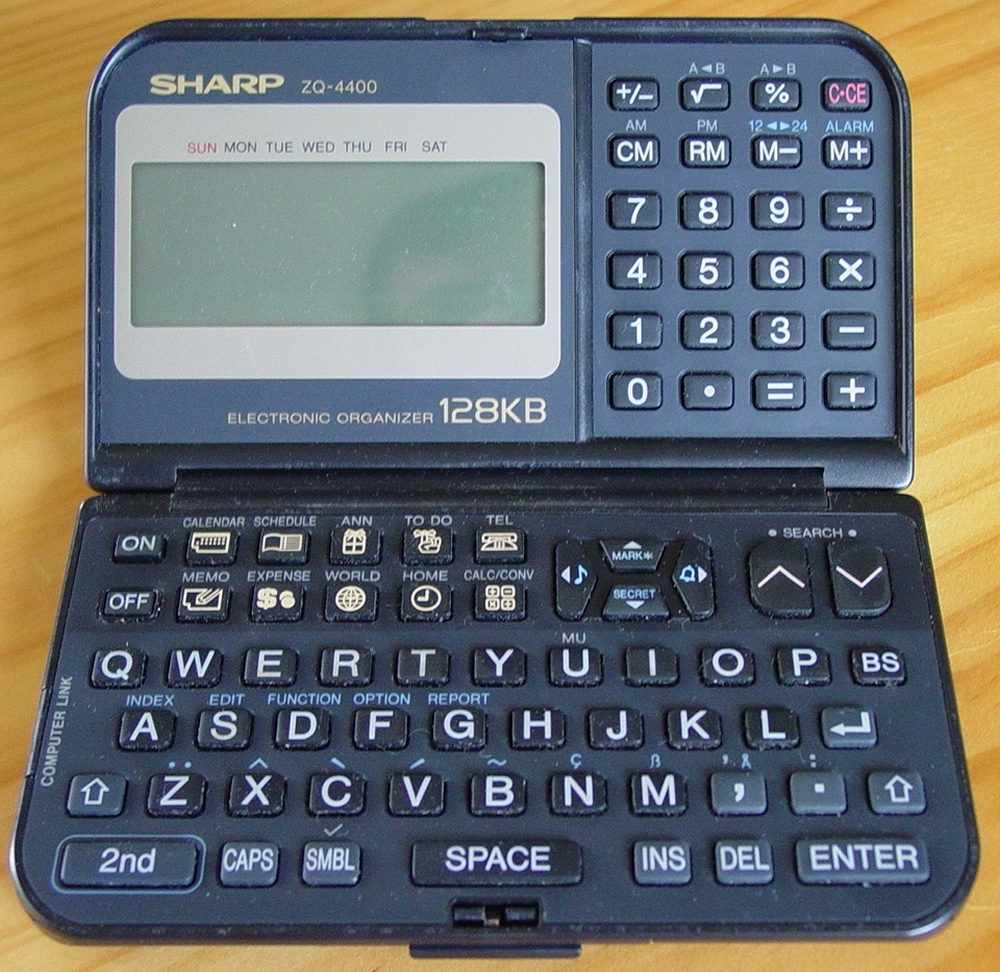 SHARP ZQ-4400
SUN MON TUE WED THU FRI SAT
ELECTRONIC ORGANIZER 128KB
A◄B A►B
+/− √ % C·CE
AM PM 12◄►24 ALARM
CM RM M− M+
7 8 9 ÷
4 5 6 ×
1 2 3 −
0 · = +
CALENDAR SCHEDULE ANN TO DO TEL
ON
MEMO EXPENSE WORLD HOME CALC/CONV
OFF $
MARK*
SECRET
• SEARCH •
MU
Q W E R T Y U I O P BS
INDEX EDIT FUNCTION OPTION REPORT
A S D F G H J K L
COMPUTER LINK
¨ ^ ` ´ ~ ç ß :
Z X C V B N M , .
2nd CAPS SMBL SPACE INS DEL ENTER